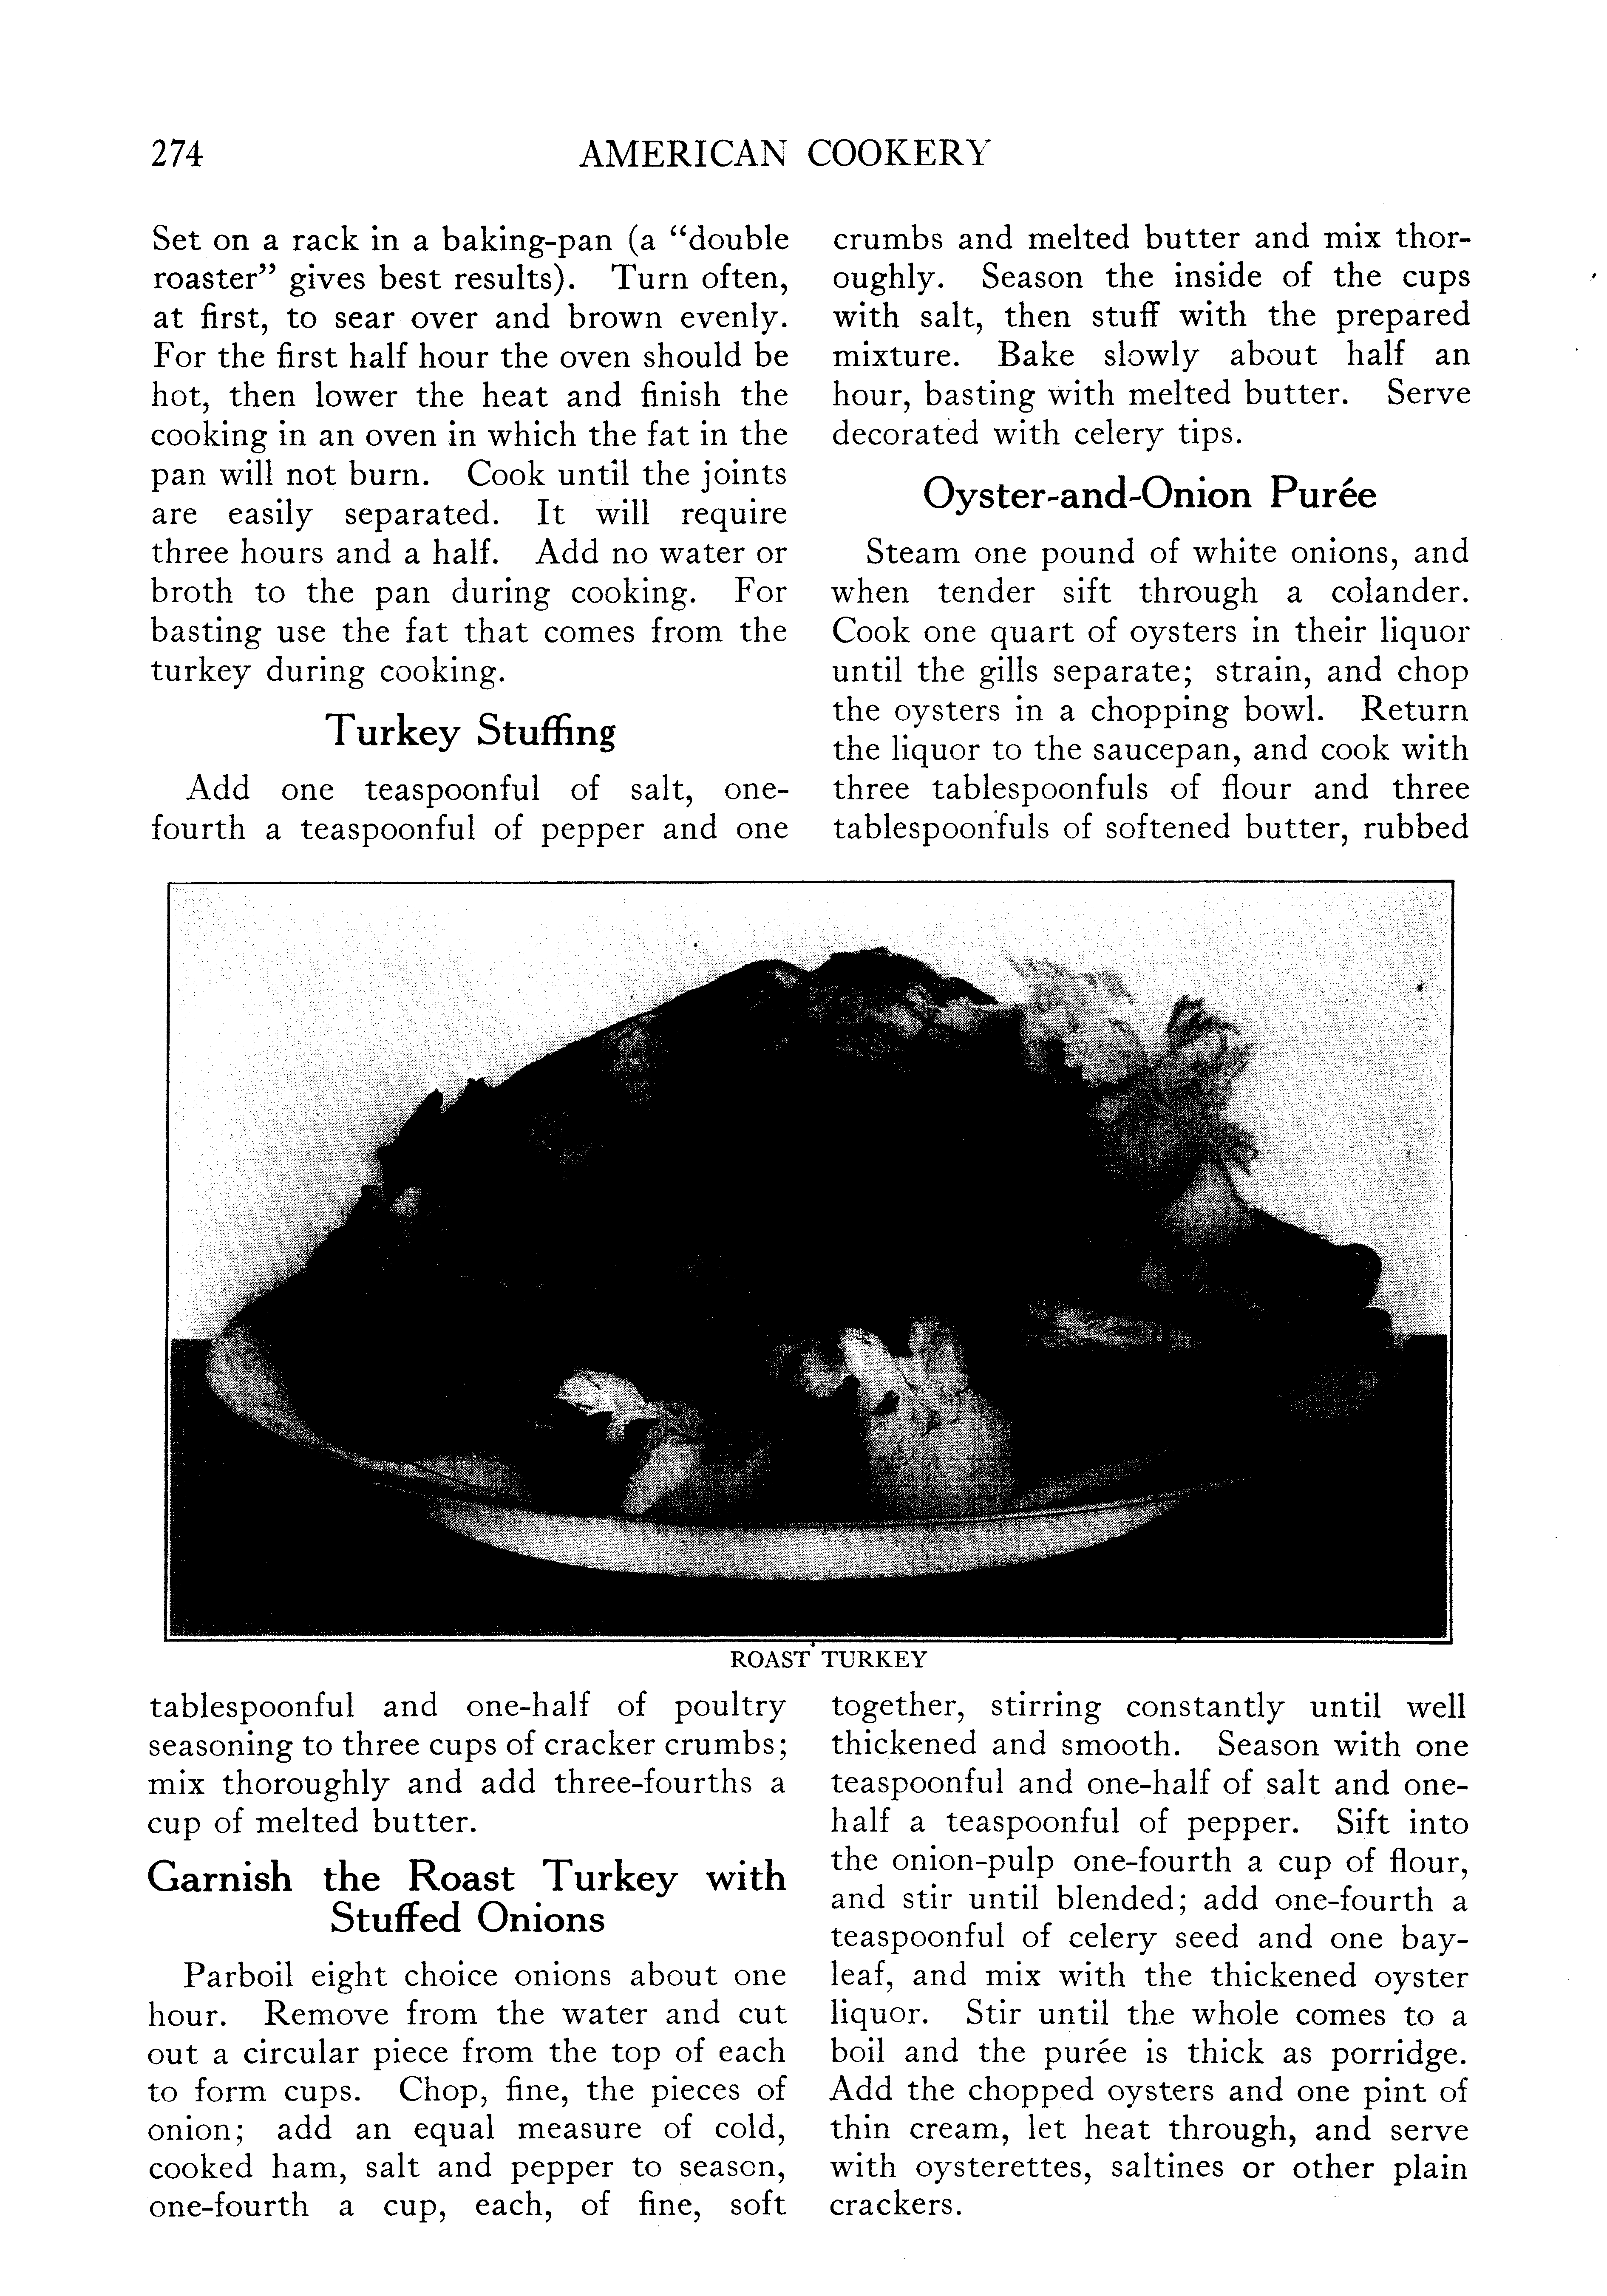 274
AMERICAN COOKERY
Set on a rack in a baking-pan (a “double
roaster” gives best results). Turn often,
at first, to sear over and brown evenly.
For the first half hour the oven should be
hot, then lower the heat and finish the
cooking in an oven in which the fat in the
pan will not burn. Cook until the joints
are easily separated. It will require
three hours and a half. Add no water or
broth to the pan during cooking. For
basting use the fat that comes from the
turkey during cooking.
Turkey Stuffing
Add one teaspoonful of salt, one-
fourth a teaspoonful of pepper and one
tablespoonful and one-half of poultry
seasoning to three cups of cracker crumbs;
mix thoroughly and add three-fourths a
cup of melted butter.
Garnish the Roast Turkey with
Stuffed Onions
Parboil eight choice onions about one
hour. Remove from the water and cut
out a circular piece from the top of each
to form cups. Chop, fine, the pieces of
onion; add an equal measure of cold,
cooked ham, salt and pepper to season,
one-fourth a cup, each, of fine, soft
crumbs and melted butter and mix thor-
oughly. Season the inside of the cups
with salt, then stuff with the prepared
mixture. Bake slowly about half an
hour, basting with melted butter. Serve
decorated with celery tips.
Oyster-and-Onion Purée
Steam one pound of white onions, and
when tender sift through a colander.
Cook one quart of oysters in their liquor
until the gills separate; strain, and chop
the oysters in a chopping bowl. Return
the liquor to the saucepan, and cook with
three tablespoonfuls of flour and three
tablespoonfuls of softened butter, rubbed
together, stirring constantly until well
thickened and smooth. Season with one
teaspoonful and one-half of salt and one-
half a teaspoonful of pepper. Sift into
the onion-pulp one-fourth a cup of flour,
and stir until blended; add one-fourth a
teaspoonful of celery seed and one bay-
leaf, and mix with the thickened oyster
liquor. Stir until the whole comes to a
boil and the purée is thick as porridge.
Add the chopped oysters and one pint of
thin cream, let heat through, and serve
with oysterettes, saltines or other plain
crackers.
ROAST TURKEY